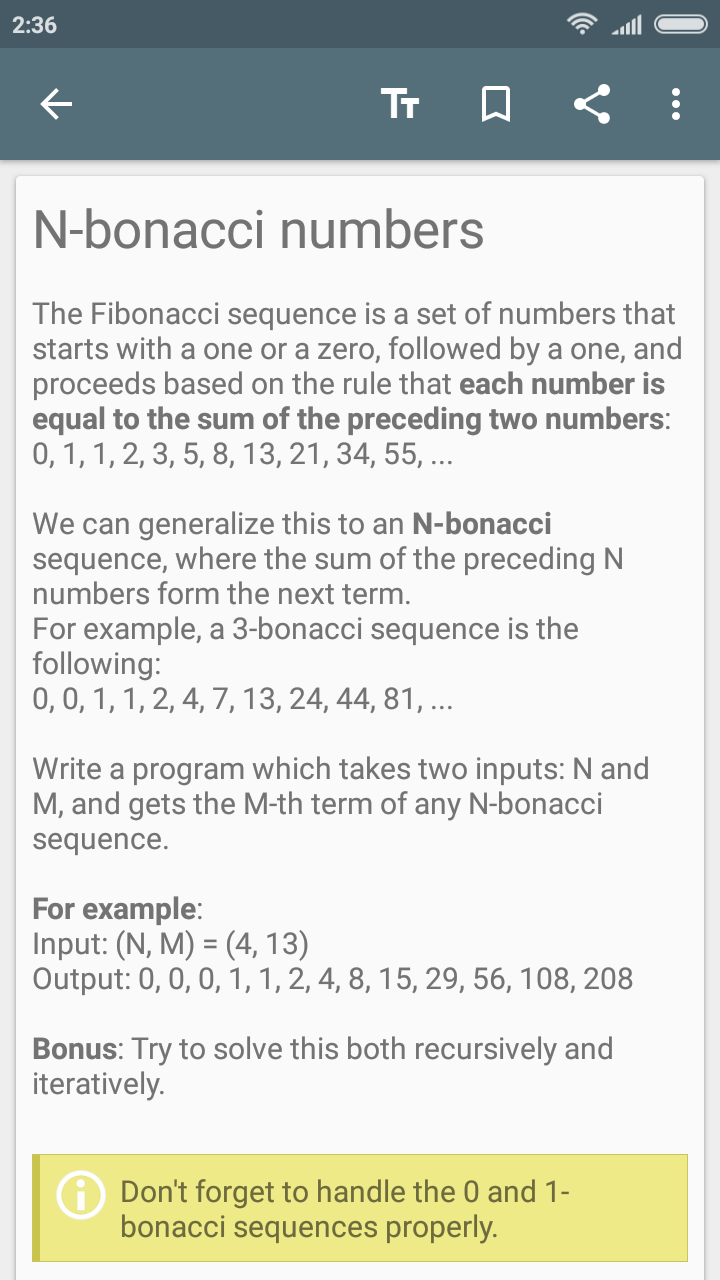 2:36
TT
N-bonacci numbers
The Fibonacci sequence is a set of numbers that
starts with a one or a zero, followed by a one, and
proceeds based on the rule that each number is
equal to the sum of the preceding two numbers:
0, 1, 1, 2, 3, 5, 8, 13, 21, 34, 55, ...
We can generalize this to an N-bonacci
sequence, where the sum of the preceding N
numbers form the next term.
For example, a 3-bonacci sequence is the
following:
0, 0, 1, 1, 2, 4, 7, 13, 24, 44, 81, ...
Write a program which takes two inputs: N and
M, and gets the M-th term of any N-bonacci
sequence.
For example:
Input: (N, M) = (4, 13)
Output: 0, 0, 0, 1, 1, 2, 4, 8, 15, 29, 56, 108, 208
Bonus: Try to solve this both recursively and
iteratively.
Don't forget to handle the 0 and 1-
bonacci sequences properly.